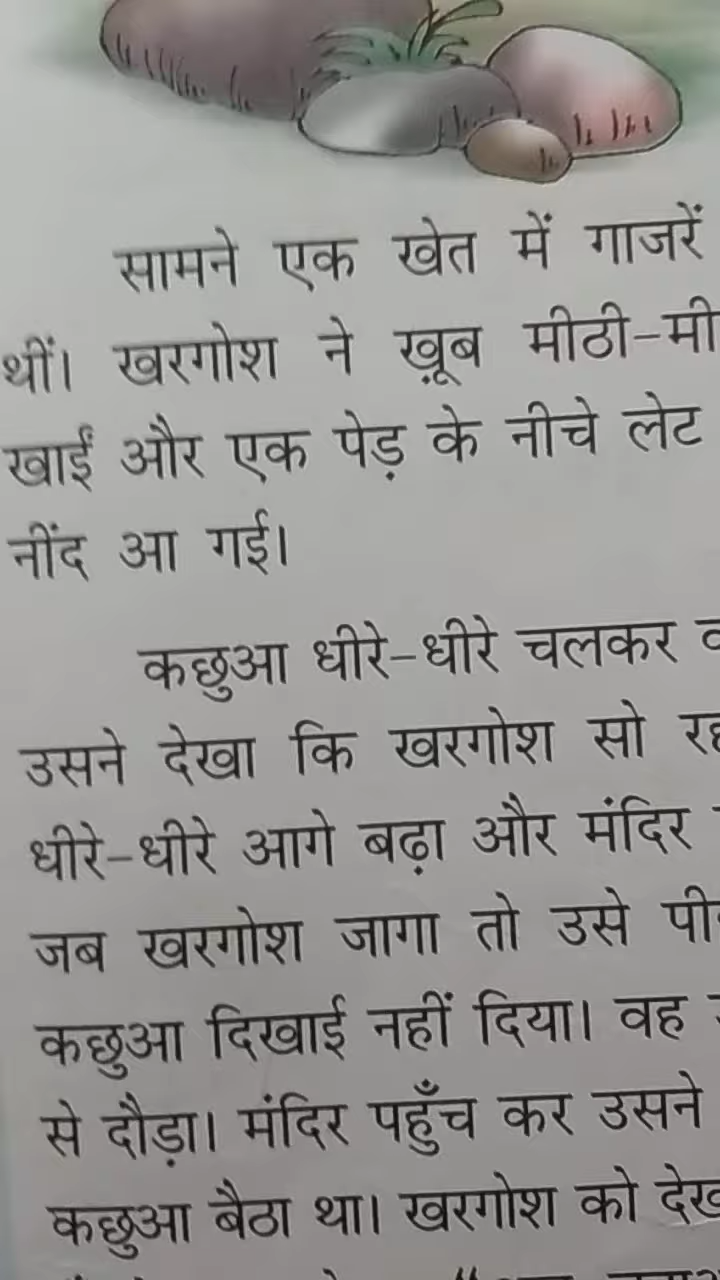 सामने एक खेत में गाजरें
थीं। खरगोश ने खू़ब मीठी-मी
खाईं और एक पेड़ के नीचे लेट
नींद आ गई।
कछुआ धीरे-धीरे चलकर
उसने देखा कि खरगोश सो
धीरे-धीरे आगे बढ़ा और मंदिर
जब खरगोश जागा तो उसे
कछुआ दिखाई नहीं दिया। वह
से दौड़ा। मंदिर पहुँच कर उसने
कछुआ बैठा था। खरगोश को देख